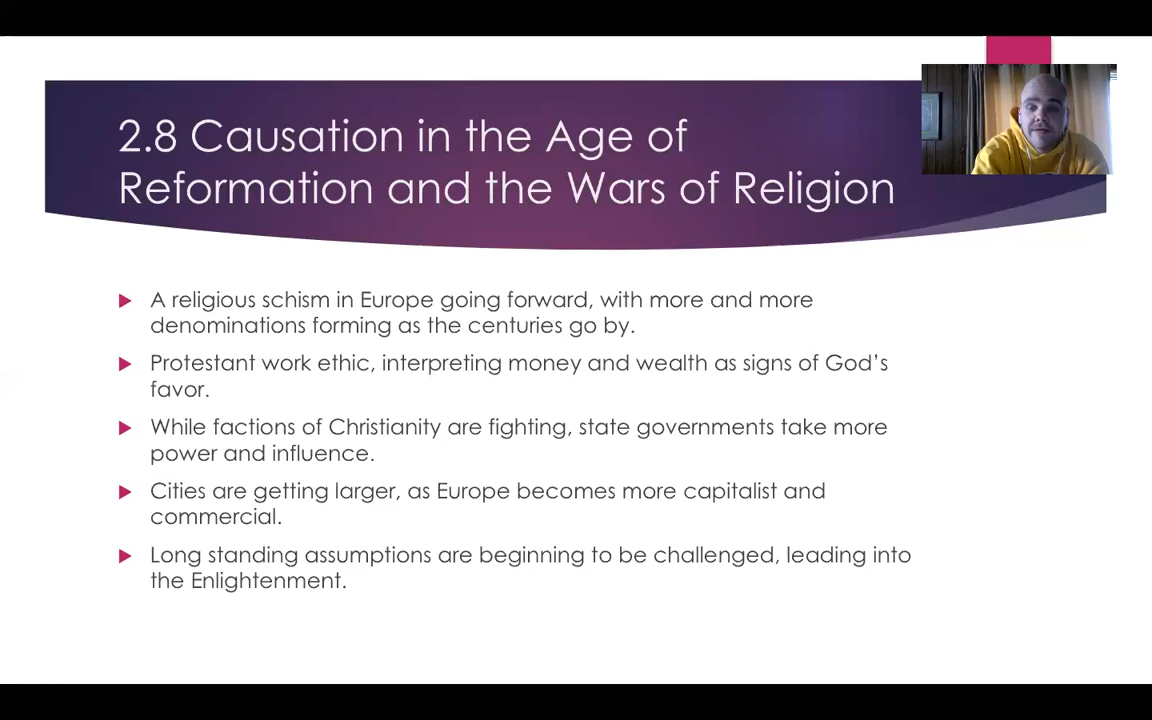 2.8 Causation in the Age of
Reformation and the Wars of Religion
A religious schism in Europe going forward, with more and more
denominations forming as the centuries go by.
Protestant work ethic, interpreting money and wealth as signs of God’s
favor.
While factions of Christianity are fighting, state governments take more
power and influence.
Cities are getting larger, as Europe becomes more capitalist and
commercial.
Long standing assumptions are beginning to be challenged, leading into
the Enlightenment.